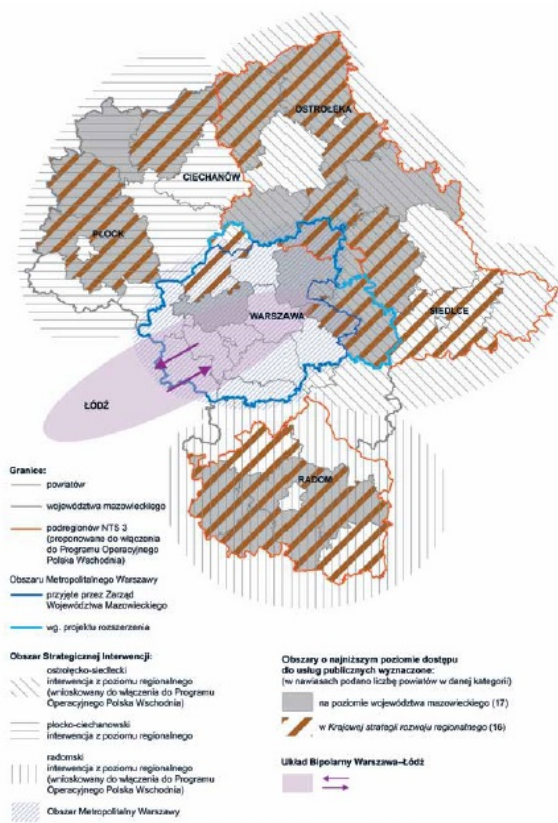 OSTROŁĘKA
CIECHANÓW
PŁOCK
WARSZAWA
SIEDLCE
ŁÓDŹ
RADOM
Granice:
powiatów
województwa mazowieckiego
podregionów NTS 3
(proponowane do włączenia
do Programu Operacyjnego
Polska Wschodnia)
Obszaru Metropolitalnego Warszawy
przyjęte przez Zarząd
Województwa Mazowieckiego
wg. projektu rozszerzenia
Obszar Strategicznej Interwencji:
ostrołęcko-siedlecki
interwencja z poziomu regionalnego
(wnioskowany do włączenia do Programu
Operacyjnego Polska Wschodnia)
płocko-ciechanowski
interwencja z poziomu regionalnego
radomski
interwencja z poziomu regionalnego
(wnioskowany do włączenia do Programu
Operacyjnego Polska Wschodnia)
Obszar Metropolitalny Warszawy
Obszary o najniższym poziomie dostępu
do usług publicznych wyznaczone:
(w nawiasach podano liczbę powiatów w danej kategorii)
na poziomie województwa mazowieckiego (17)
w Krajowej strategii rozwoju regionalnego (16)
Układ Bipolarny Warszawa–Łódź